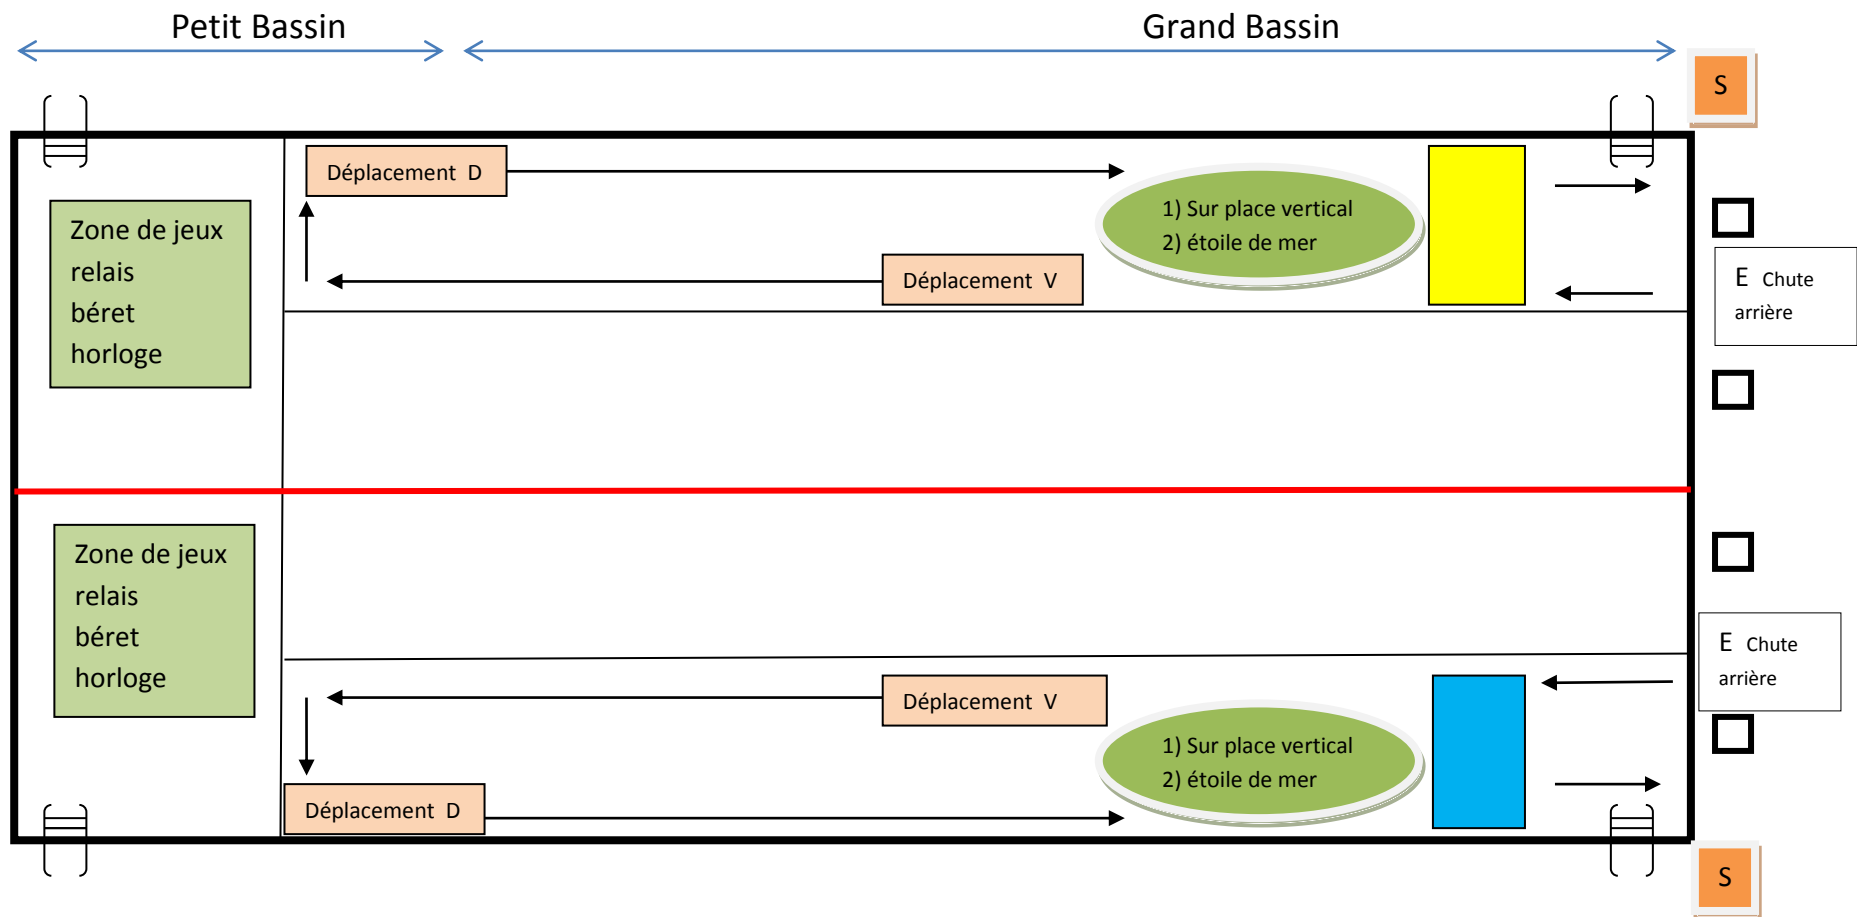 Petit Bassin
Grand Bassin
S
Déplacement D
1) Sur place vertical
2) étoile de mer
Zone de jeux
relais
béret
horloge
Déplacement V
E Chute
arrière
Zone de jeux
relais
béret
horloge
E Chute
arrière
Déplacement V
1) Sur place vertical
2) étoile de mer
Déplacement D
S